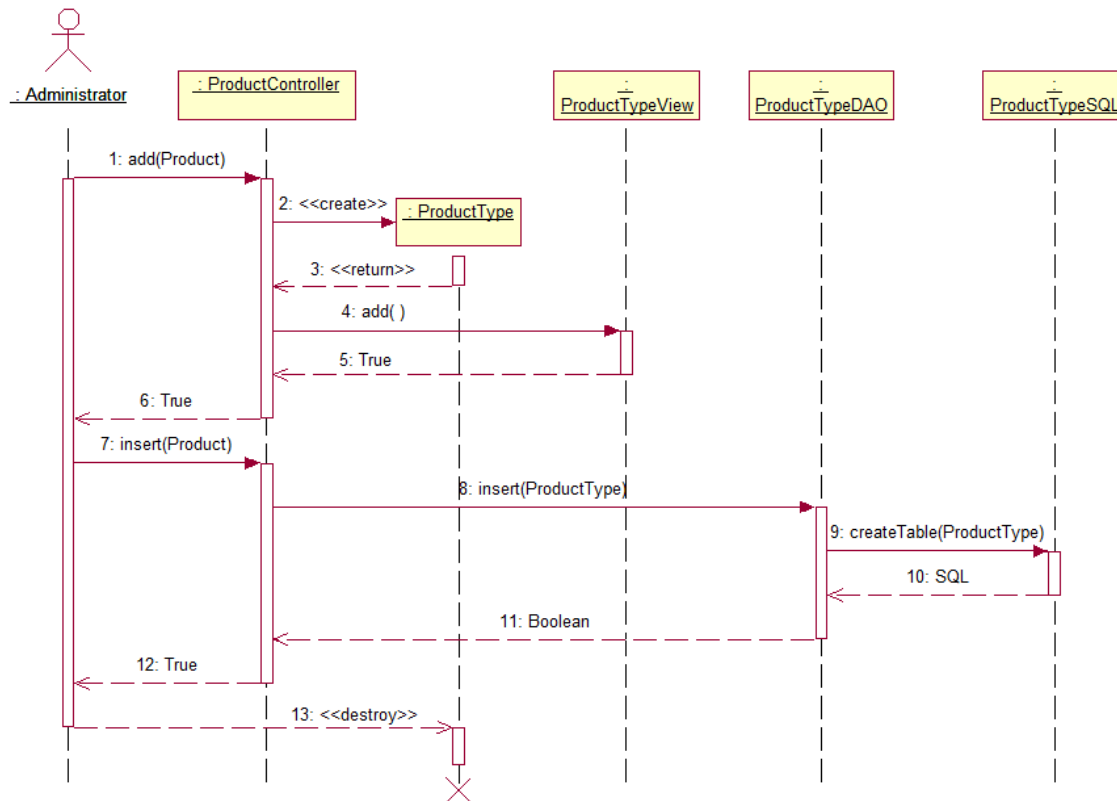 : Administrator
: ProductController
:
ProductTypeView
:
ProductTypeDAO
:
ProductTypeSQL
1: add(Product)
2: <<create>>
: ProductType
3: <<return>>
4: add( )
5: True
6: True
7: insert(Product)
8: insert(ProductType)
9: createTable(ProductType)
10: SQL
11: Boolean
12: True
13: <<destroy>>